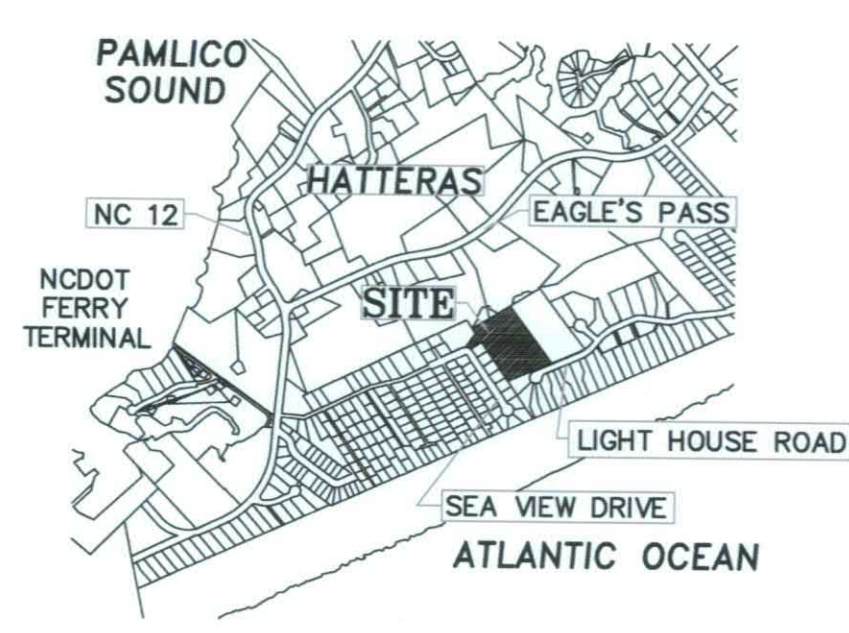 PAMLICO
SOUND
HATTERAS
NC 12
EAGLE'S PASS
NCDOT
FERRY
TERMINAL
SITE
LIGHT HOUSE ROAD
SEA VIEW DRIVE
ATLANTIC OCEAN